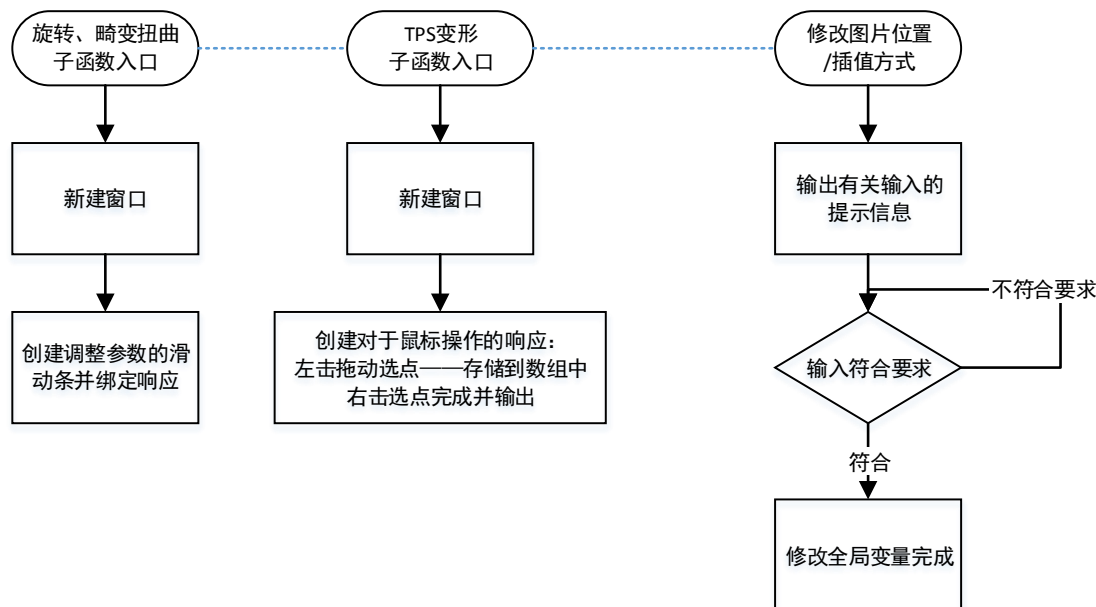 旋转、畸变扭曲
子函数入口
TPS变形
子函数入口
修改图片位置
/插值方式
新建窗口
新建窗口
输出有关输入的
提示信息
不符合要求
创建调整参数的滑
动条并绑定响应
创建对于鼠标操作的响应：
左击拖动选点——存储到数组中
右击选点完成并输出
输入符合要求
符合
修改全局变量完成